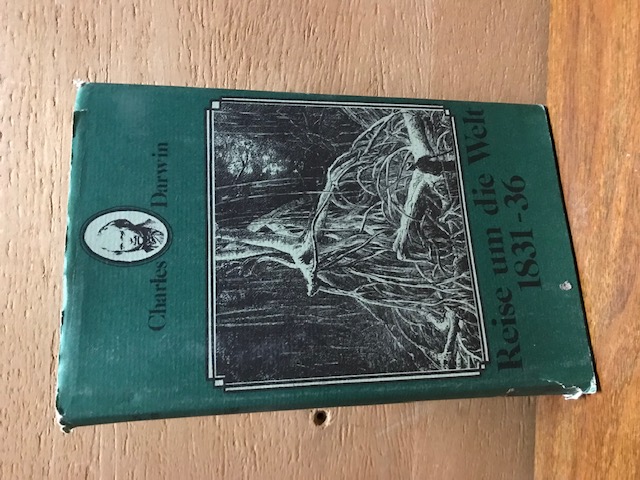 Charles Darwin
Reise um die Welt
1831-36